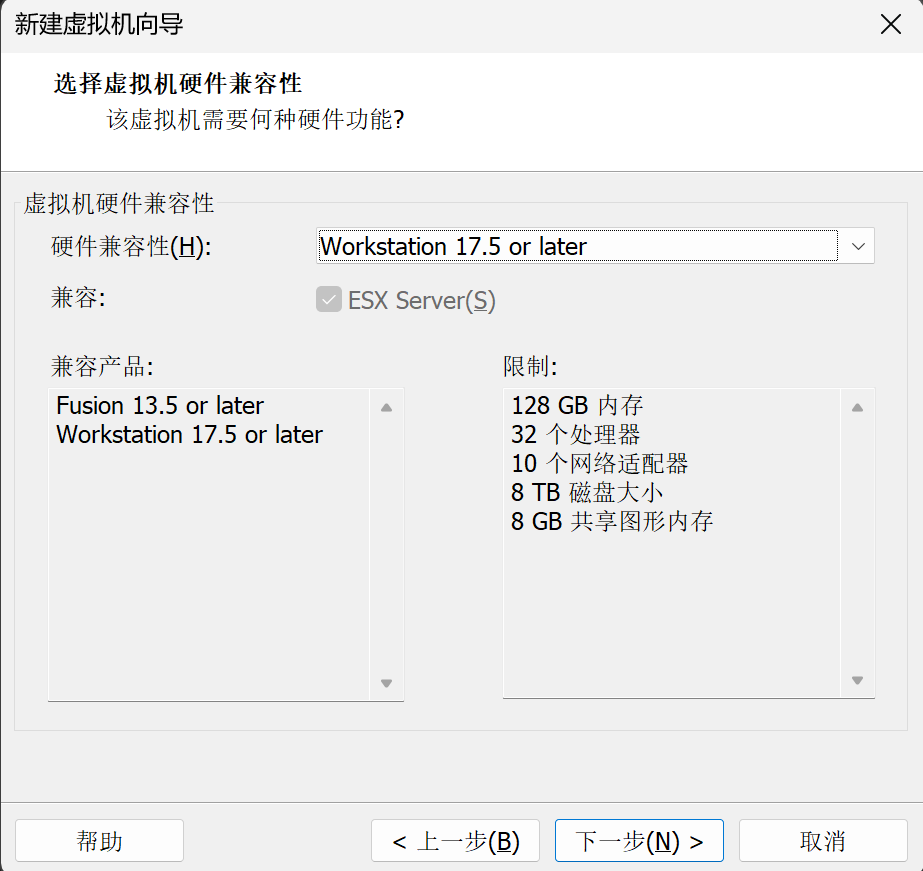 新建虚拟机向导
选择虚拟机硬件兼容性
该虚拟机需要何种硬件功能?
虚拟机硬件兼容性
硬件兼容性(H):
Workstation 17.5 or later
兼容:
ESX Server(S)
兼容产品:
Fusion 13.5 or later
Workstation 17.5 or later
限制:
128 GB 内存
32 个处理器
10 个网络适配器
8 TB 磁盘大小
8 GB 共享图形内存
帮助
< 上一步(B)
下一步(N) >
取消